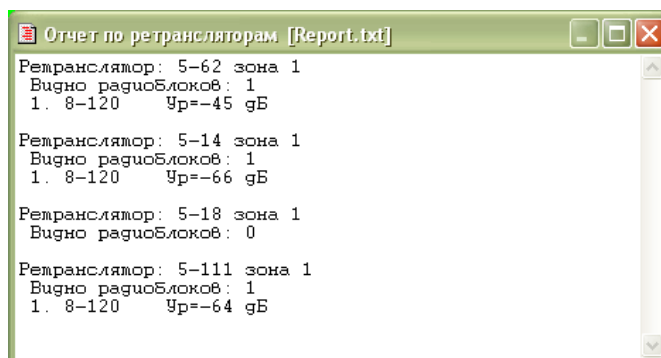 Отчет по ретрансляторам [Report.txt]
Ретранслятор: 5-62 зона 1
Видно радиоблоков: 1
1. 8-120 Ур=-45 дБ
Ретранслятор: 5-14 зона 1
Видно радиоблоков: 1
1. 8-120 Ур=-66 дБ
Ретранслятор: 5-18 зона 1
Видно радиоблоков: 0
Ретранслятор: 5-111 зона 1
Видно радиоблоков: 1
1. 8-120 Ур=-64 дБ